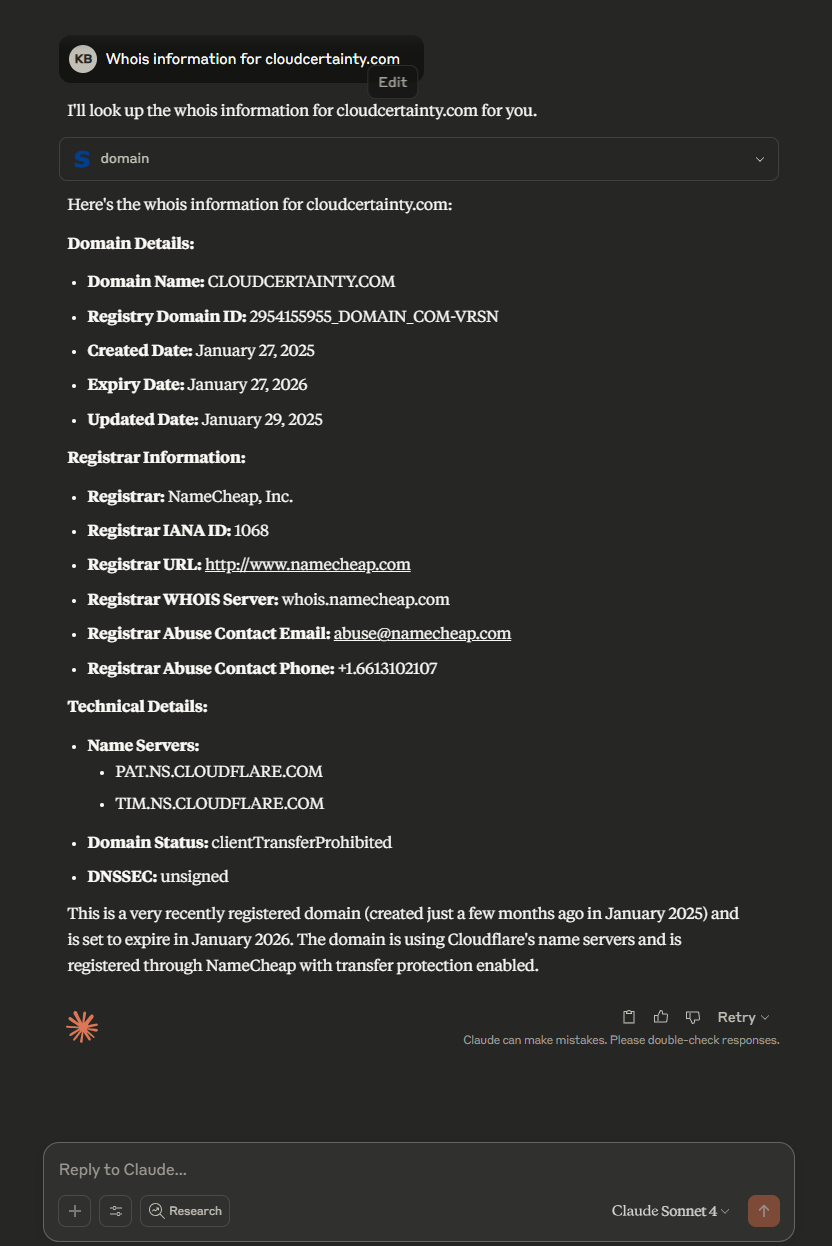 KB Whois information for cloudcertainty.com
Edit
I'll look up the whois information for cloudcertainty.com for you.
S domain
Here's the whois information for cloudcertainty.com:
Domain Details:
• Domain Name: CLOUDCERTAINTY.COM
• Registry Domain ID: 2954155955_DOMAIN_COM-VRSN
• Created Date: January 27, 2025
• Expiry Date: January 27, 2026
• Updated Date: January 29, 2025
Registrar Information:
• Registrar: NameCheap, Inc.
• Registrar IANA ID: 1068
• Registrar URL: http://www.namecheap.com
• Registrar WHOIS Server: whois.namecheap.com
• Registrar Abuse Contact Email: abuse@namecheap.com
• Registrar Abuse Contact Phone: +1.6613102107
Technical Details:
• Name Servers:
• PAT.NS.CLOUDFLARE.COM
• TIM.NS.CLOUDFLARE.COM
• Domain Status: clientTransferProhibited
• DNSSEC: unsigned
This is a very recently registered domain (created just a few months ago in January 2025) and
is set to expire in January 2026. The domain is using Cloudflare's name servers and is
registered through NameCheap with transfer protection enabled.
Retry
Claude can make mistakes. Please double-check responses.
Reply to Claude...
Research
Claude Sonnet 4